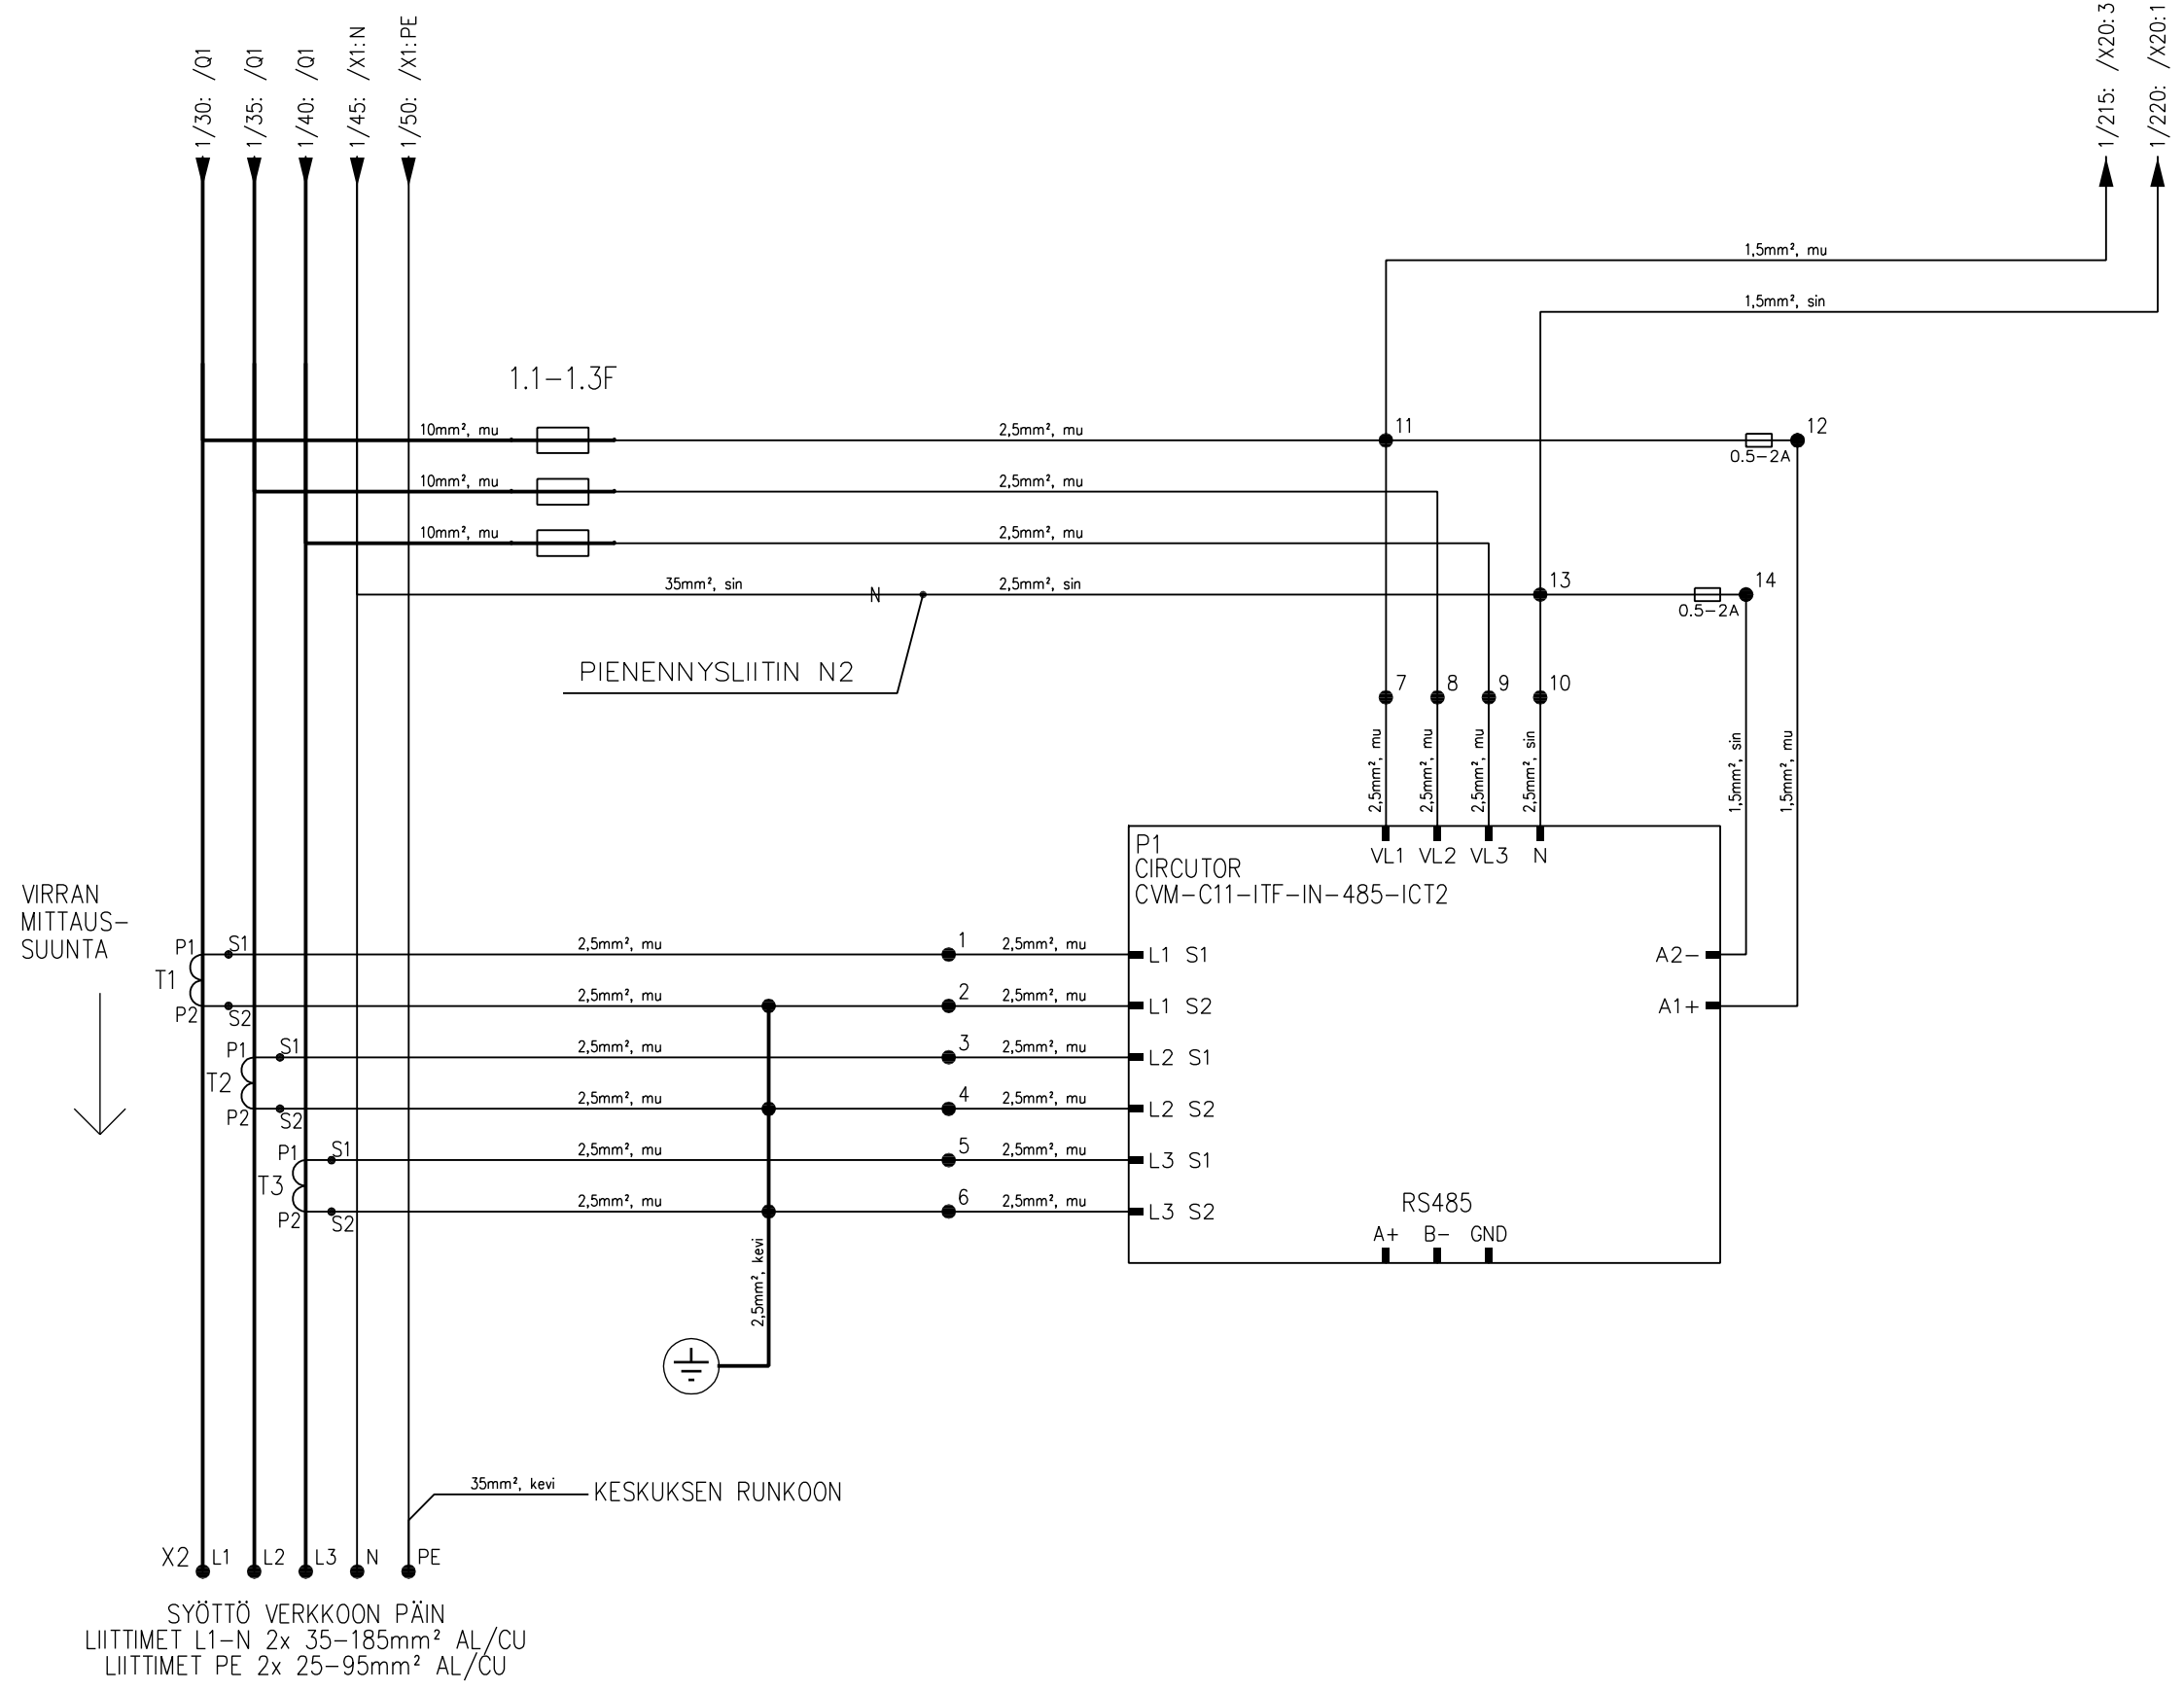 1/30: /Q1
1/35: /Q1
1/40: /Q1
1/45: /X1:N
1/50: /X1:PE
1/215: /X20:3
1/220: /X20:1
1,5mm², mu
1,5mm², sin
1.1-1.3F
10mm², mu
2,5mm², mu
11
12
0.5-2A
10mm², mu
2,5mm², mu
10mm², mu
2,5mm², mu
35mm², sin
N
2,5mm², sin
13
14
0.5-2A
PIENENNYSLIITIN N2
7
8
9
10
2,5mm², mu
2,5mm², mu
2,5mm², mu
2,5mm², sin
1,5mm², sin
1,5mm², mu
P1
CIRCUTOR
CVM-C11-ITF-IN-485-ICT2
VL1
VL2
VL3
N
VIRRAN
MITTAUS-
SUUNTA
P1
S1
T1
P2
S2
2,5mm², mu
1
2,5mm², mu
L1 S1
A2-
2,5mm², mu
2
2,5mm², mu
L1 S2
A1+
P1
S1
T2
P2
S2
2,5mm², mu
3
2,5mm², mu
L2 S1
2,5mm², mu
4
2,5mm², mu
L2 S2
P1
S1
T3
P2
S2
2,5mm², mu
5
2,5mm², mu
L3 S1
2,5mm², mu
6
2,5mm², mu
L3 S2
RS485
A+
B-
GND
2,5mm², kevi
35mm², kevi
KESKUKSEN RUNKOON
X2
L1
L2
L3
N
PE
SYÖTTÖ VERKKOON PÄIN
LIITTIMET L1-N 2x 35-185mm² AL/CU
LIITTIMET PE 2x 25-95mm² AL/CU